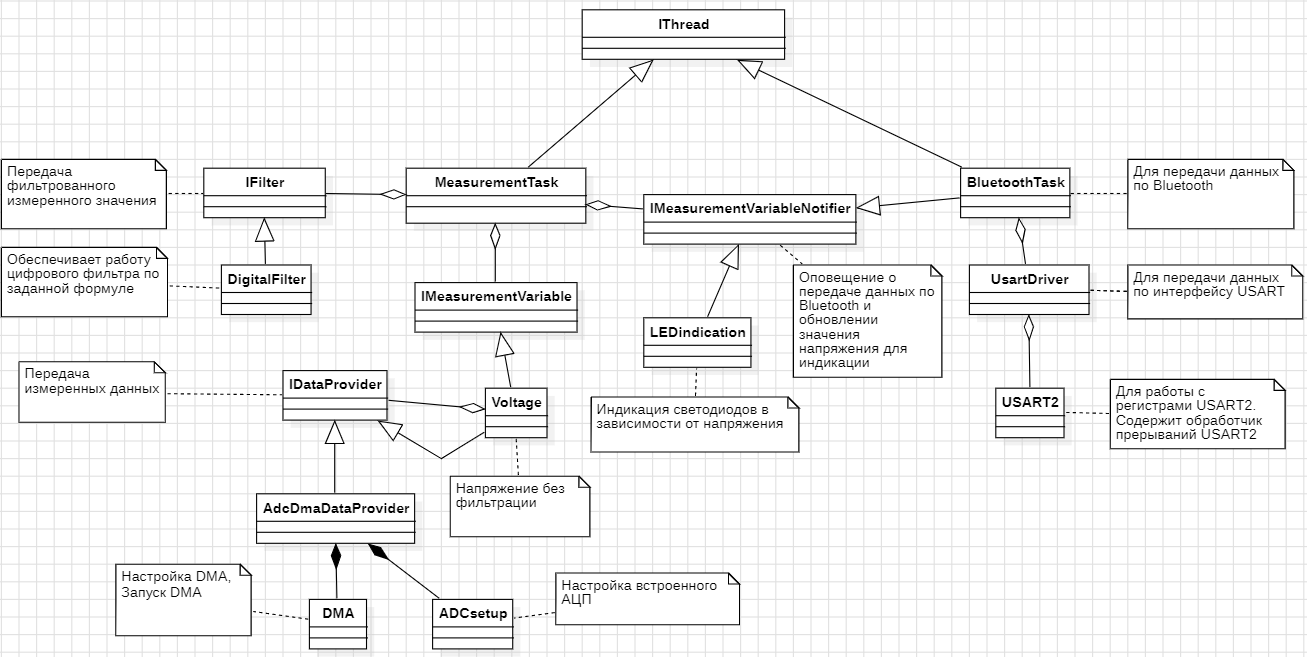 IThread
Передача
фильтрованного
измеренного значения
IFilter
MeasurementTask
IMeasurementVariableNotifier
BluetoothTask
Для передачи данных
по Bluetooth
Обеспечивает работу
цифрового фильтра по
заданной формуле
DigitalFilter
IMeasurementVariable
LEDindication
Оповещение о
передаче данных по
Bluetooth и
обновлении
значения
напряжения для
индикации
UsartDriver
Для передачи данных
по интерфейсу USART
Передача
измеренных данных
IDataProvider
Voltage
Индикация светодиодов в
зависимости от напряжения
USART2
Для работы с
регистрами USART2.
Содержит обработчик
прерываний USART2
Напряжение без
фильтрации
AdcDmaDataProvider
Настройка DMA,
Запуск DMA
DMA
ADCsetup
Настройка встроенного
АЦП